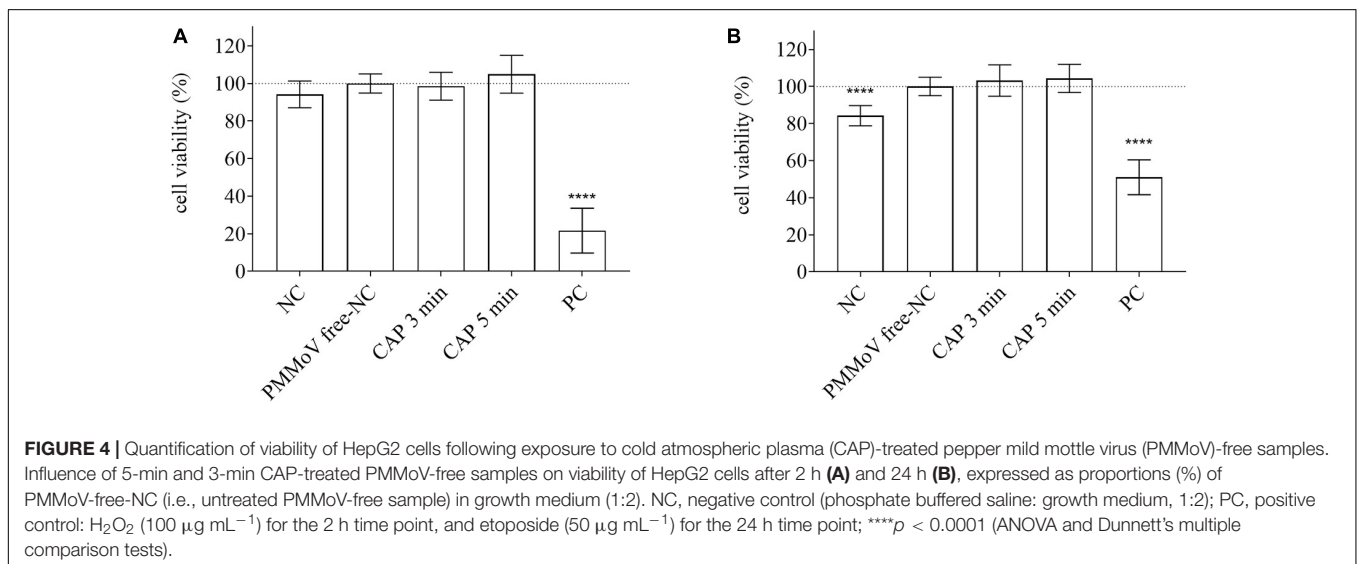 A
cell viability (%)
120
100
80
60
40
20
0
****
NC
PMMoV free-NC
CAP 3 min
CAP 5 min
PC
B
cell viability (%)
120
100
80
60
40
20
0
****
****
NC
PMMoV free-NC
CAP 3 min
CAP 5 min
PC
FIGURE 4 | Quantification of viability of HepG2 cells following exposure to cold atmospheric plasma (CAP)-treated pepper mild mottle virus (PMMoV)-free samples.
Influence of 5-min and 3-min CAP-treated PMMoV-free samples on viability of HepG2 cells after 2 h (A) and 24 h (B), expressed as proportions (%) of
PMMoV-free-NC (i.e., untreated PMMoV-free sample) in growth medium (1:2). NC, negative control (phosphate buffered saline: growth medium, 1:2); PC, positive
control: H₂O₂ (100 μg mL⁻¹) for the 2 h time point, and etoposide (50 μg mL⁻¹) for the 24 h time point; ****p < 0.0001 (ANOVA and Dunnett's multiple
comparison tests).